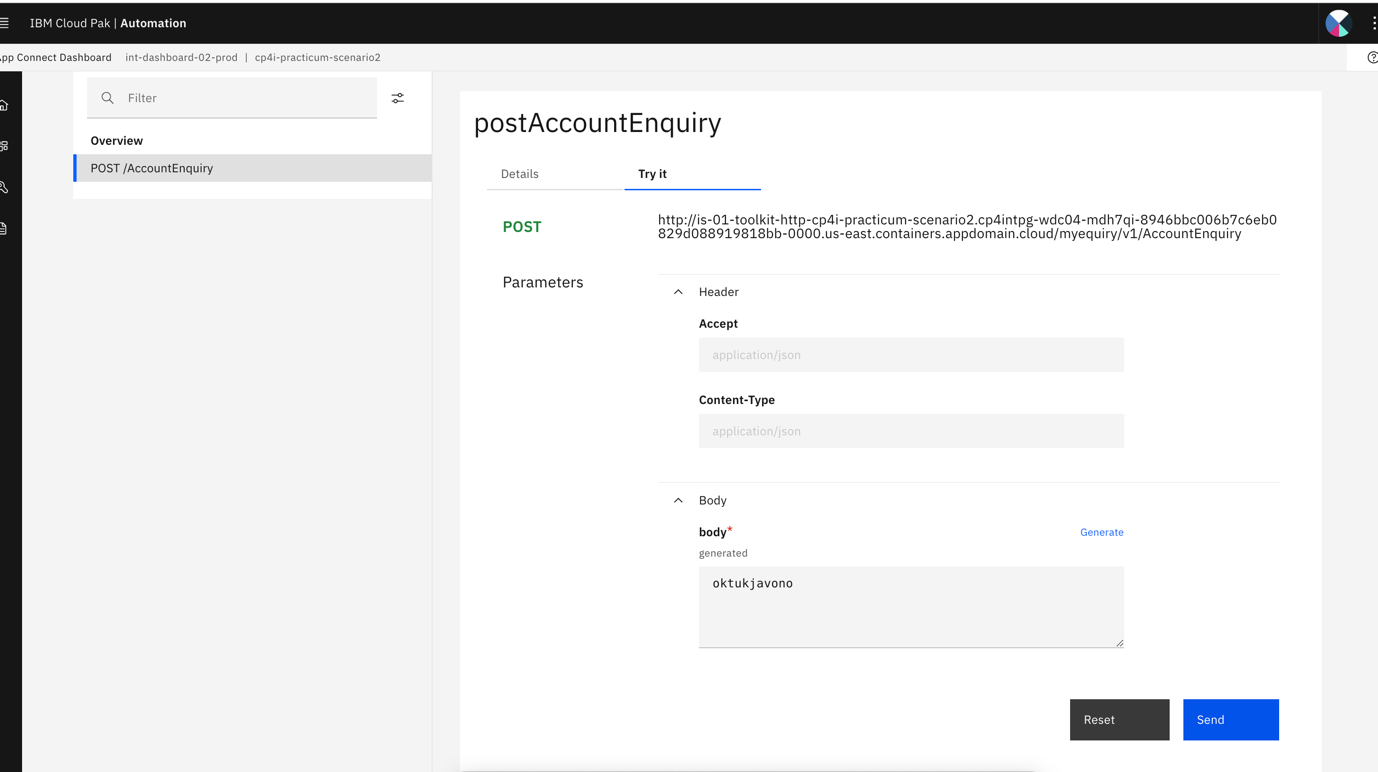 IBM Cloud Pak | Automation
App Connect Dashboard int-dashboard-02-prod | cp4i-practicum-scenario2
Filter
Overview
POST /AccountEnquiry
postAccountEnquiry
Details Try it
POST
http://is-01-toolkit-http-cp4i-practicum-scenario2.cp4intpg-wdc04-mdh7qi-8946bbc006b7c6eb0
829d088919818bb-0000.us-east.containers.appdomain.cloud/myequiry/v1/AccountEnquiry
Parameters
Header
Accept
application/json
Content-Type
application/json
Body
body*
Generate
generated
oktukjavono
Reset Send